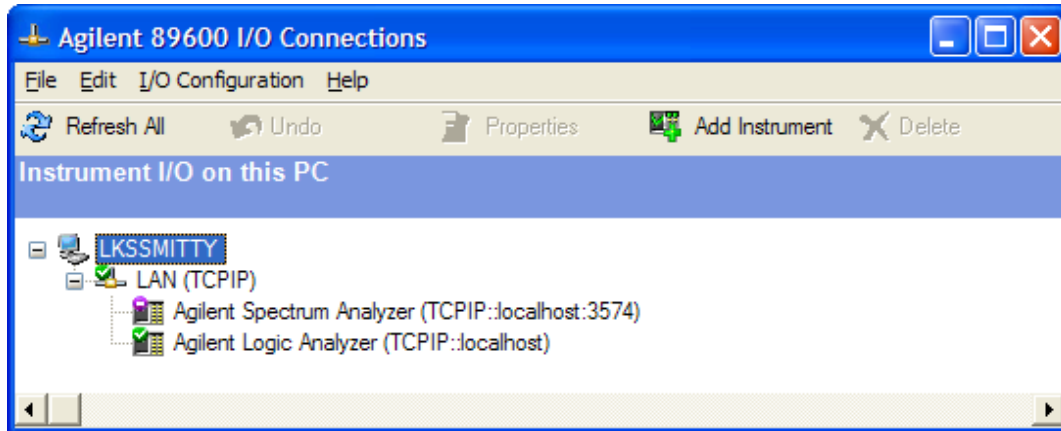 Agilent 89600 I/O Connections
File Edit I/O Configuration Help
Refresh All Undo Properties Add Instrument Delete
Instrument I/O on this PC
LKSSMITTY
LAN (TCPIP)
Agilent Spectrum Analyzer (TCPIP::localhost:3574)
Agilent Logic Analyzer (TCPIP::localhost)